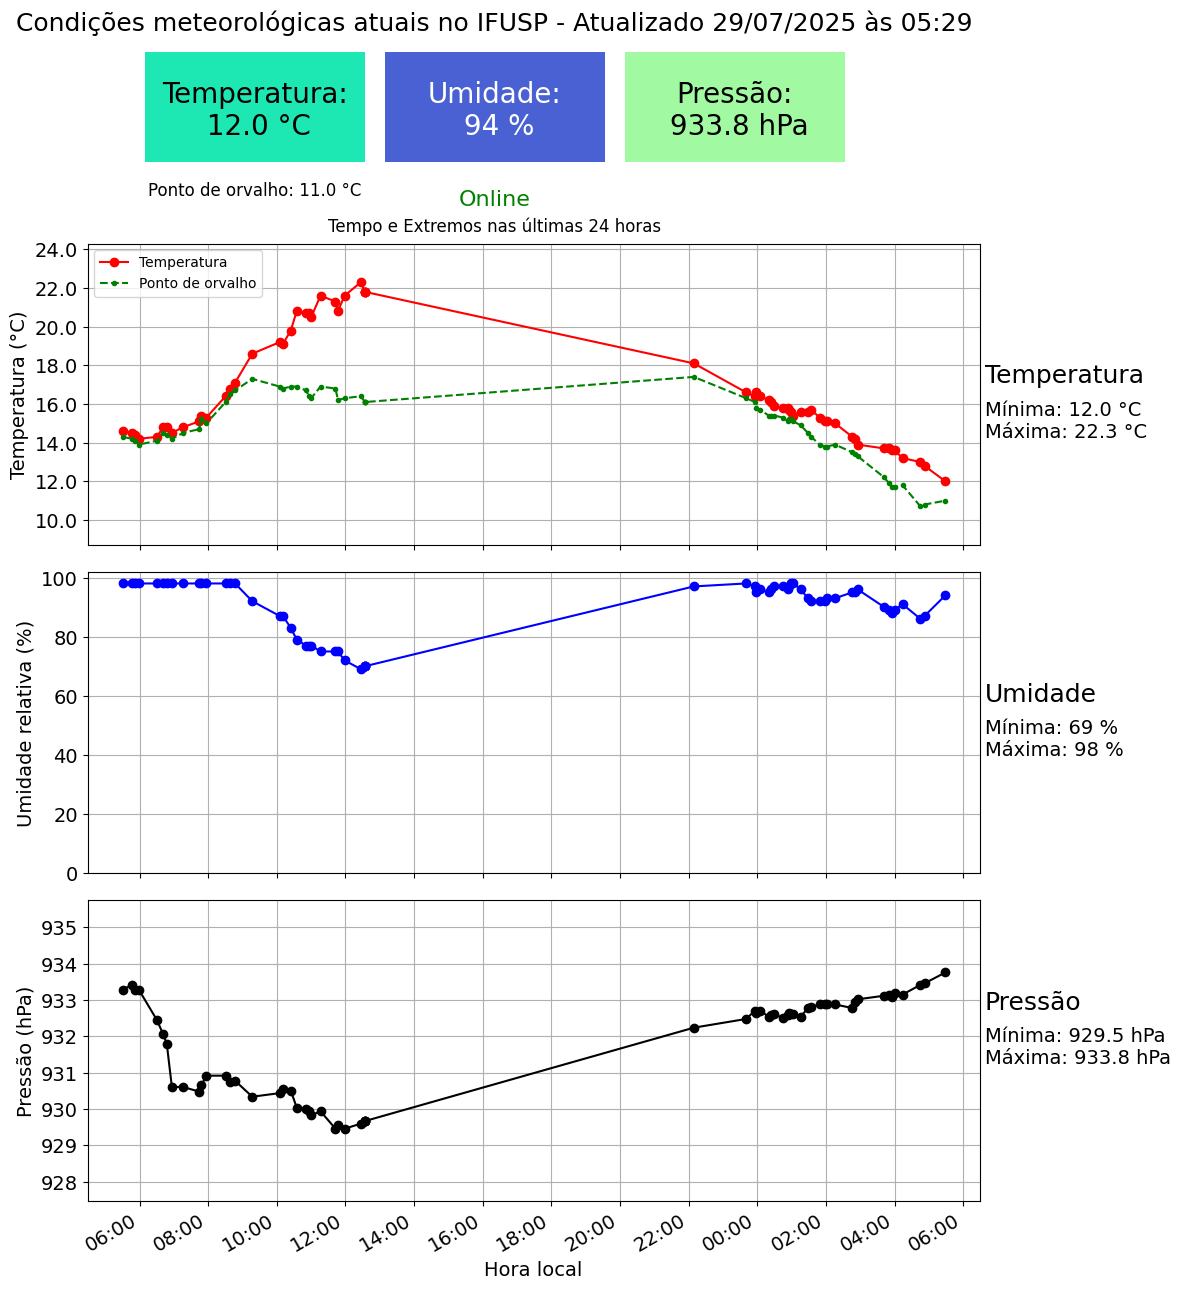 Condições meteorológicas atuais no IFUSP - Atualizado 29/07/2025 às 05:29
Temperatura:
12.0 °C
Umidade:
94 %
Pressão:
933.8 hPa
Ponto de orvalho: 11.0 °C
Online
Tempo e Extremos nas últimas 24 horas
Temperatura (°C)
24.0
22.0
20.0
18.0
16.0
14.0
12.0
10.0
Temperatura
Ponto de orvalho
Temperatura
Mínima: 12.0 °C
Máxima: 22.3 °C
Umidade relativa (%)
100
80
60
40
20
0
Umidade
Mínima: 69 %
Máxima: 98 %
Pressão (hPa)
935
934
933
932
931
930
929
928
Pressão
Mínima: 929.5 hPa
Máxima: 933.8 hPa
06:00 08:00 10:00 12:00 14:00 16:00 18:00 20:00 22:00 00:00 02:00 04:00 06:00
Hora local